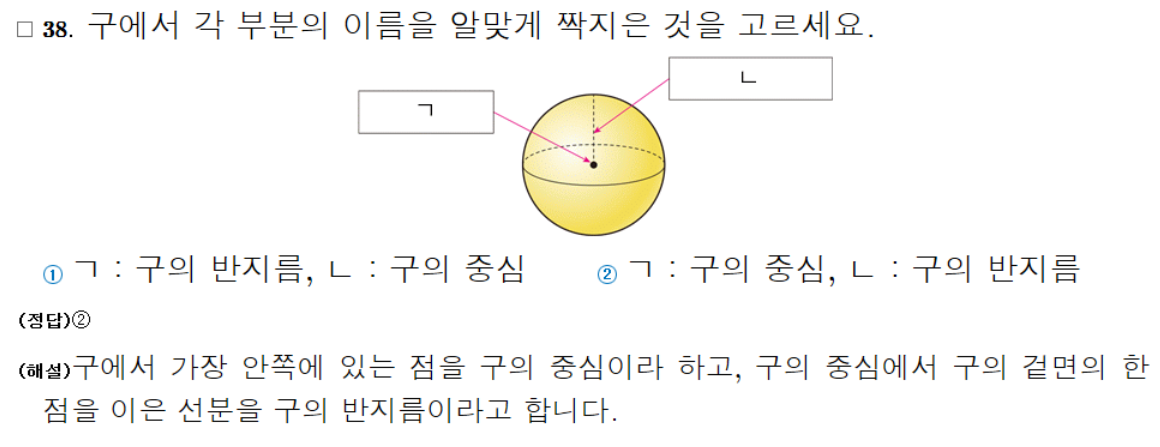 □ 38. 구에서 각 부분의 이름을 알맞게 짝지은 것을 고르세요.
ㄴ
ㄱ
① ㄱ : 구의 반지름, ㄴ : 구의 중심 ② ㄱ : 구의 중심, ㄴ : 구의 반지름
(정답)②
(해설)구에서 가장 안쪽에 있는 점을 구의 중심이라 하고, 구의 중심에서 구의 겉면의 한
점을 이은 선분을 구의 반지름이라고 합니다.